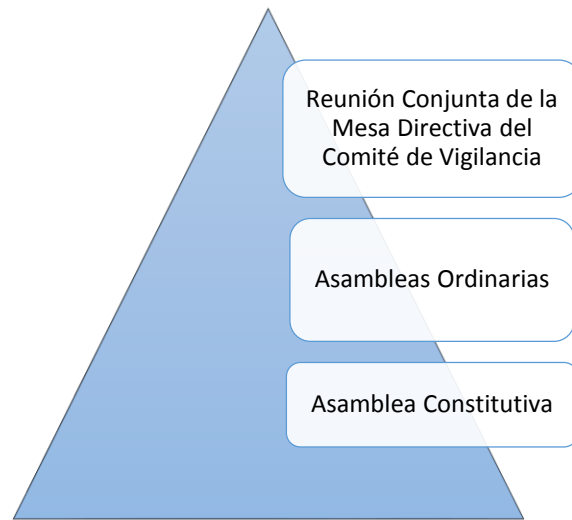 Reunión Conjunta de la
Mesa Directiva del
Comité de Vigilancia
Asambleas Ordinarias
Asamblea Constitutiva